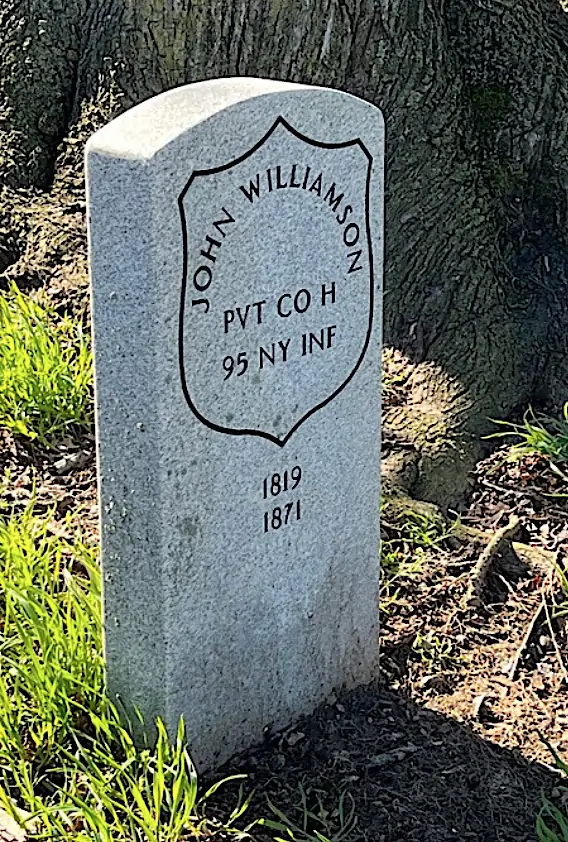 JOHN WILLIAMSON
PVT CO H
95 NY INF
1819
1871